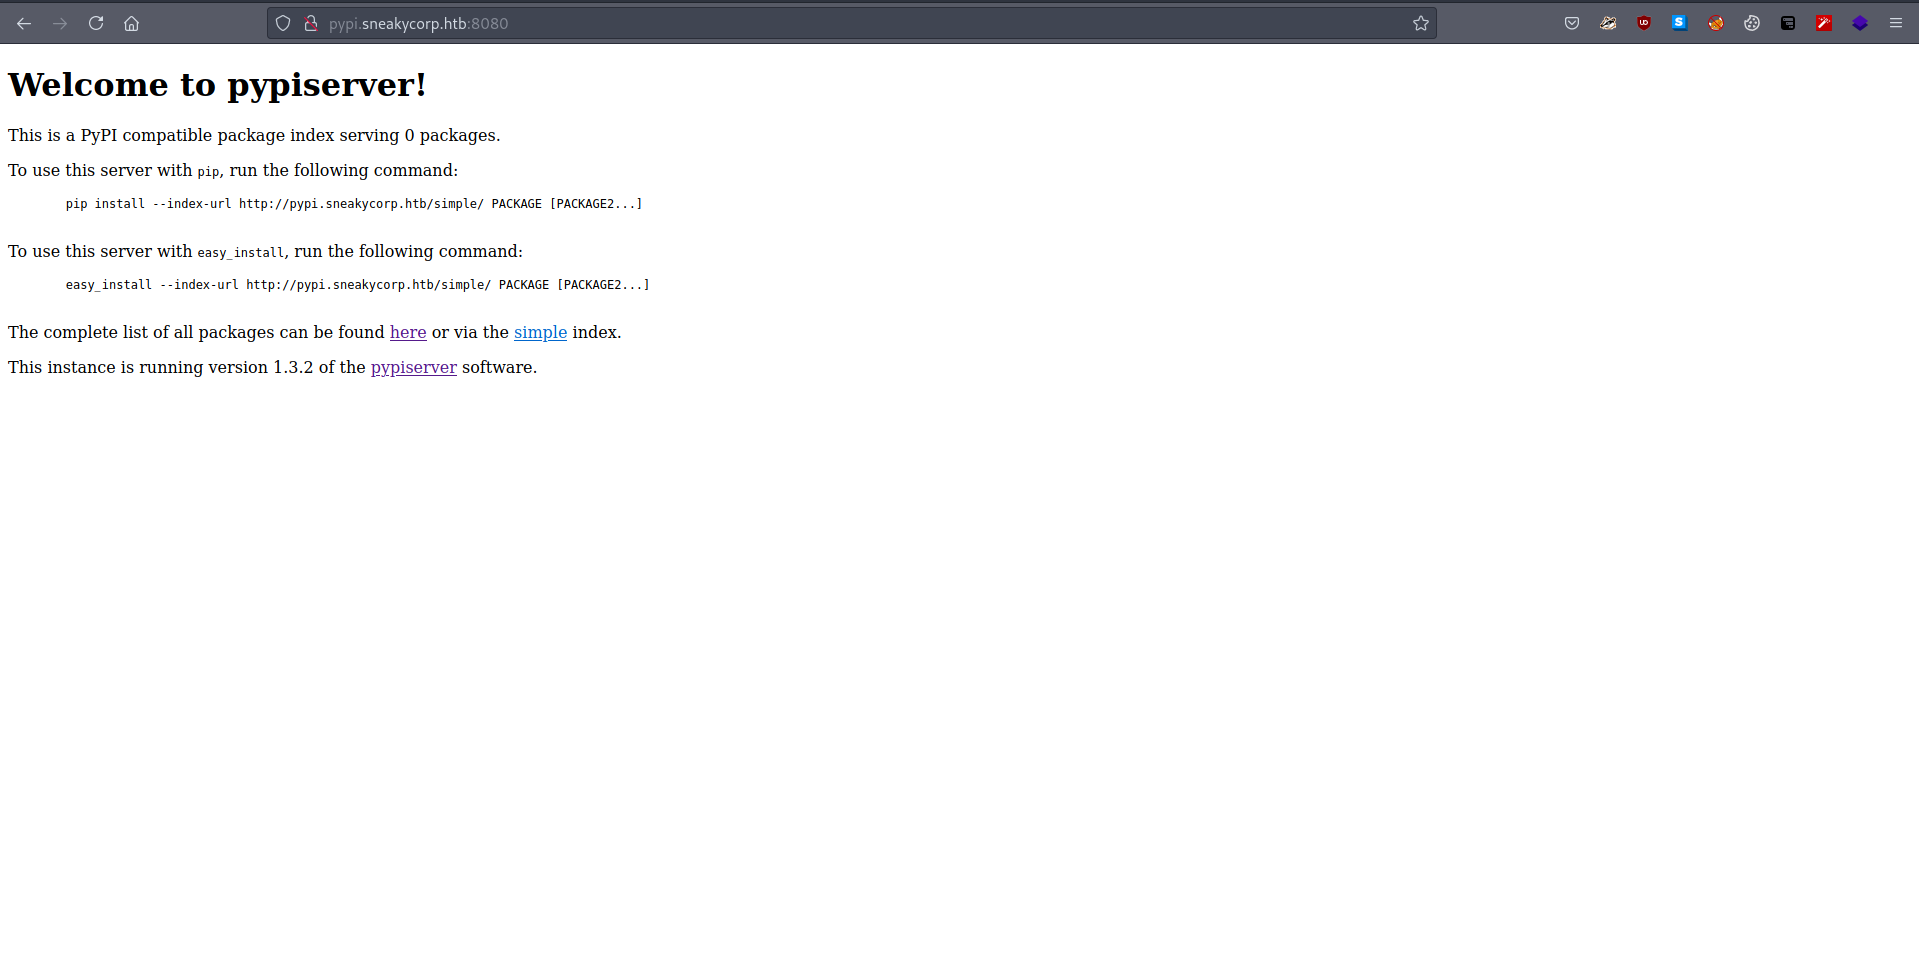 pypi.sneakycorp.htb:8080
Welcome to pypiserver!
This is a PyPI compatible package index serving 0 packages.
To use this server with pip, run the following command:
pip install --index-url http://pypi.sneakycorp.htb/simple/ PACKAGE [PACKAGE2...]
To use this server with easy_install, run the following command:
easy_install --index-url http://pypi.sneakycorp.htb/simple/ PACKAGE [PACKAGE2...]
The complete list of all packages can be found here or via the simple index.
This instance is running version 1.3.2 of the pypiserver software.